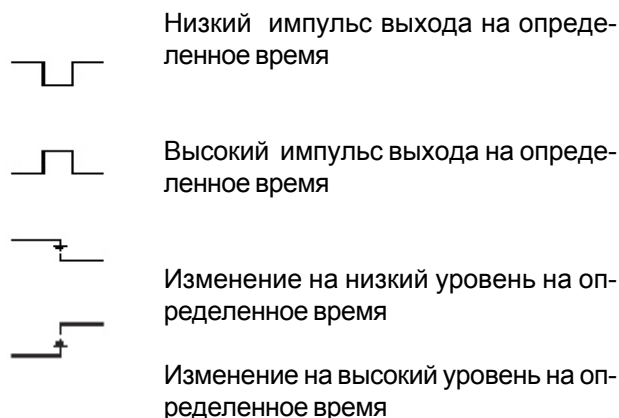 Низкий импульс выхода на опреде-
ленное время
Высокий импульс выхода на опреде-
ленное время
Изменение на низкий уровень на оп-
ределенное время
Изменение на высокий уровень на оп-
ределенное время